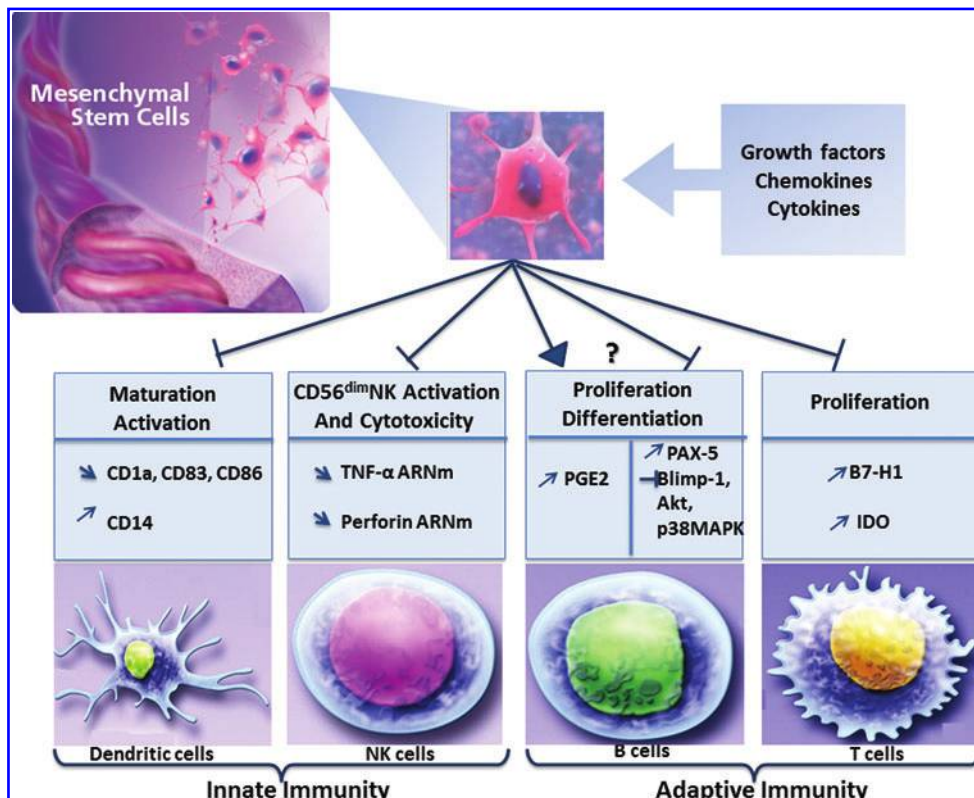 Mesenchymal
Stem Cells
Growth factors
Chemokines
Cytokines
?
Maturation
Activation
CD1a, CD83, CD86
CD14
CD56dimNK Activation
And Cytotoxicity
TNF-α ARNm
Perforin ARNm
Proliferation
Differentiation
PGE2
PAX-5
Blimp-1,
Akt,
p38MAPK
Proliferation
B7-H1
IDO
Dendritic cells
NK cells
B cells
T cells
Innate Immunity
Adaptive Immunity